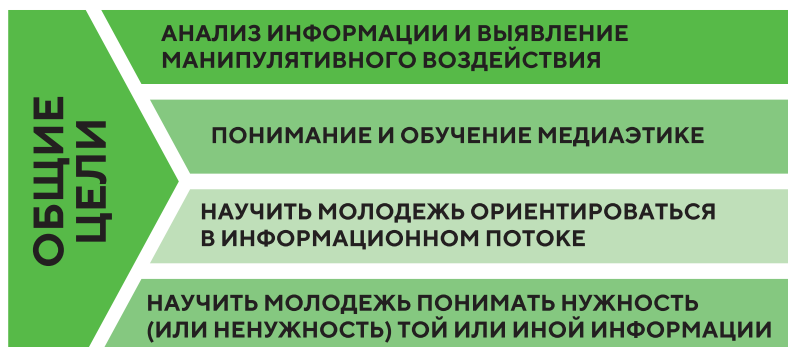 ОБЩИЕ
ЦЕЛИ
АНАЛИЗ ИНФОРМАЦИИ И ВЫЯВЛЕНИЕ
МАНИПУЛЯТИВНОГО ВОЗДЕЙСТВИЯ
ПОНИМАНИЕ И ОБУЧЕНИЕ МЕДИАЭТИКЕ
НАУЧИТЬ МОЛОДЕЖЬ ОРИЕНТИРОВАТЬСЯ
В ИНФОРМАЦИОННОМ ПОТОКЕ
НАУЧИТЬ МОЛОДЕЖЬ ПОНИМАТЬ НУЖНОСТЬ
(ИЛИ НЕНУЖНОСТЬ) ТОЙ ИЛИ ИНОЙ ИНФОРМАЦИИ